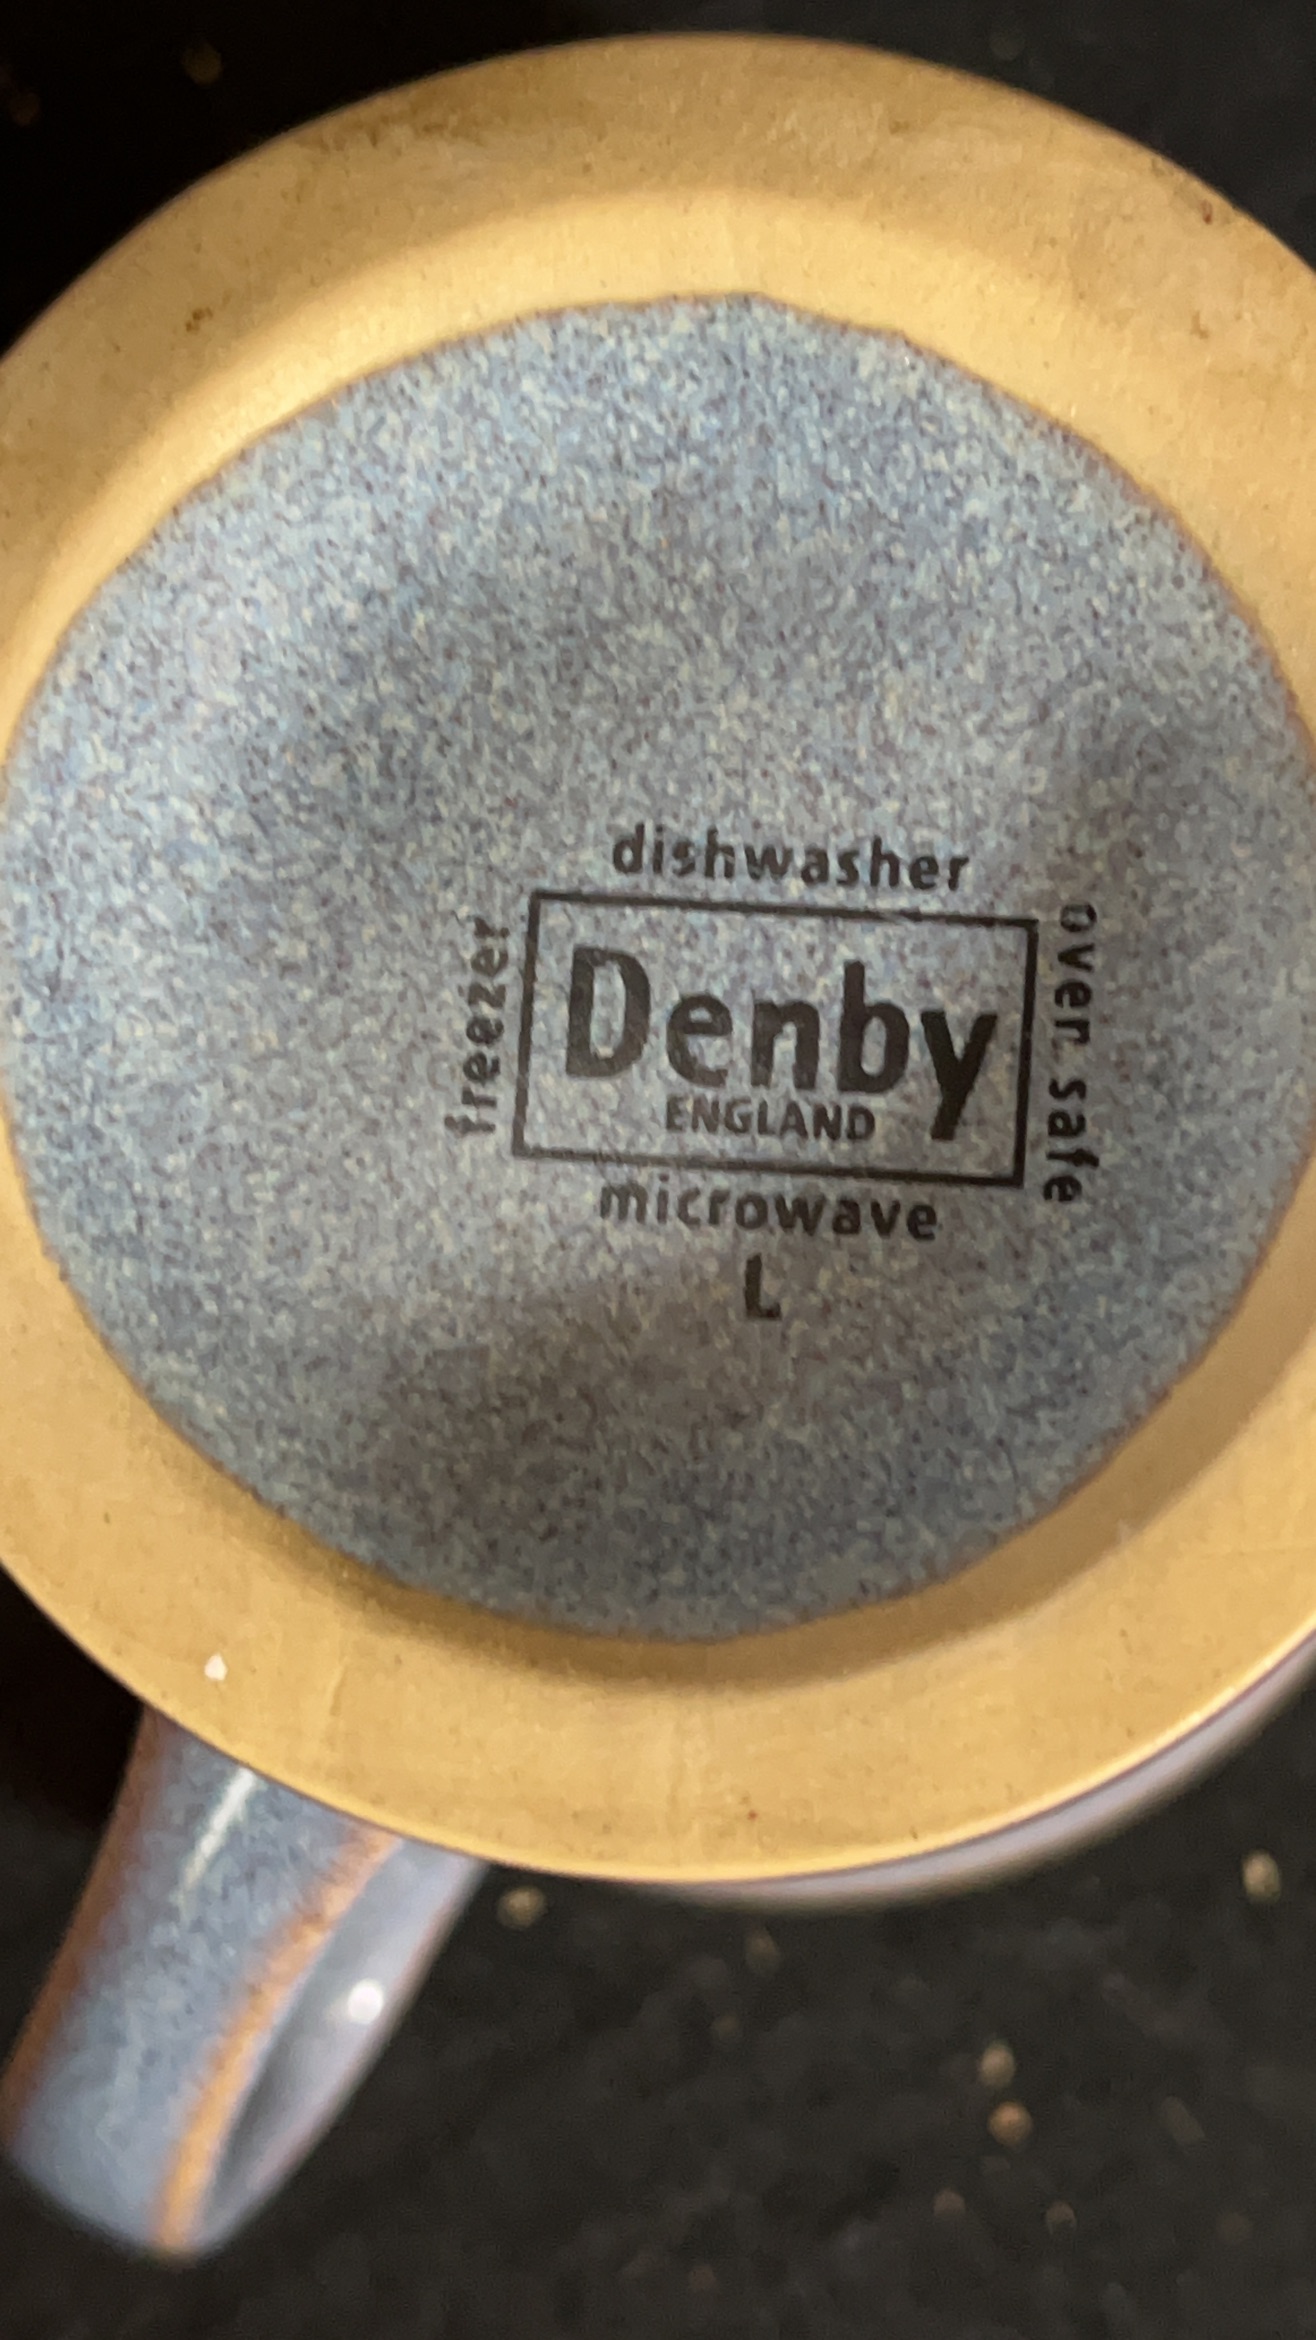 dishwasher
freezer
Denby
ENGLAND
oven safe
microwave
L